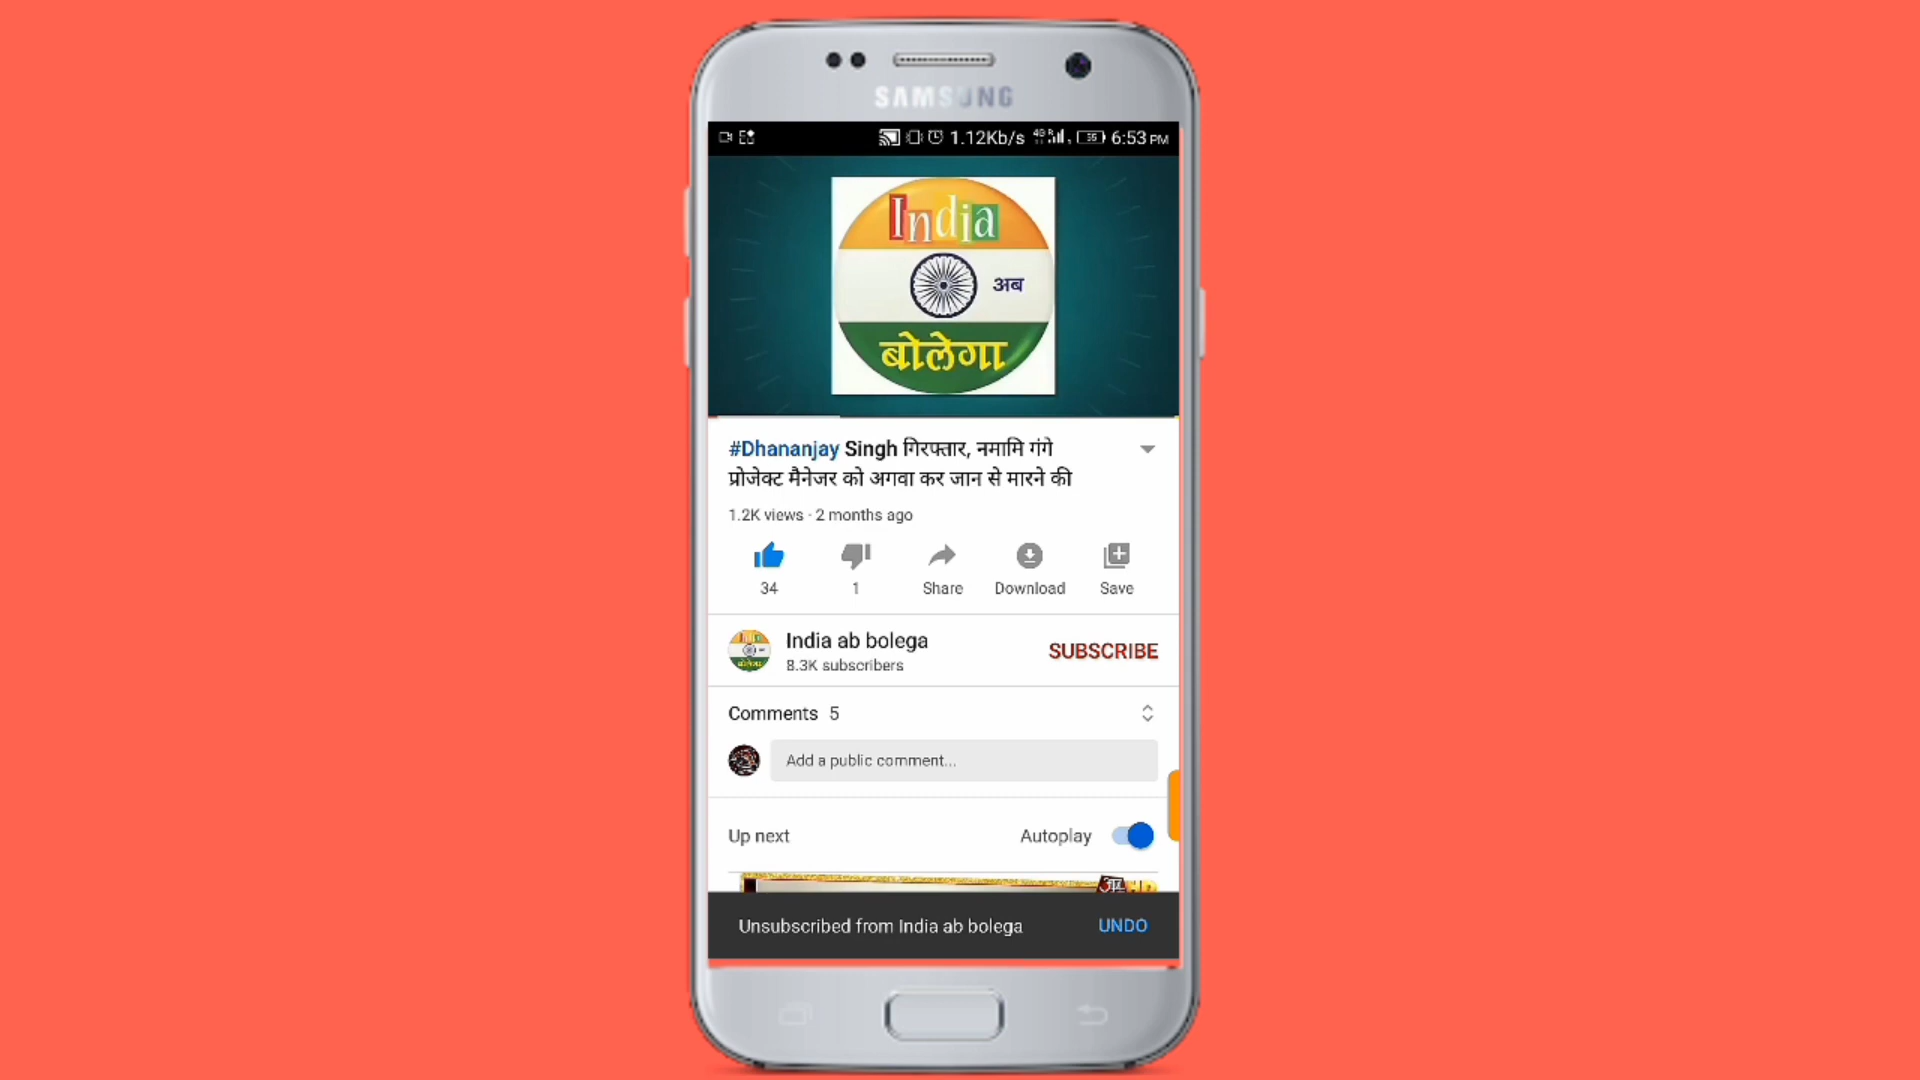 SAMSUNG
1.12Kb/s 55 6:53 PM
India
अब
बोलेगा
#Dhananjay Singh गिरफ्तार, नमामि गंगे
प्रोजेक्ट मैनेजर को अगवा कर जान से मारने की
1.2K views · 2 months ago
34 1 Share Download Save
India ab bolega
8.3K subscribers
SUBSCRIBE
Comments 5
Add a public comment...
Up next Autoplay
Unsubscribed from India ab bolega UNDO